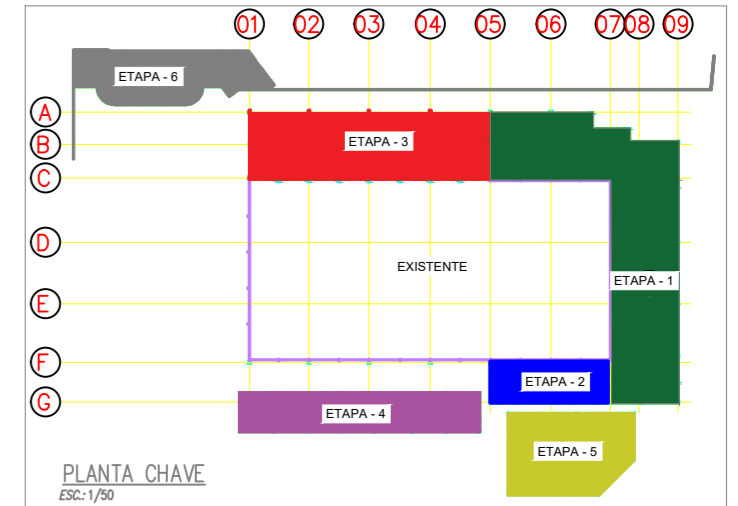 01 02 03 04 05 06 07 08 09
ETAPA - 6
A
B
ETAPA - 3
C
D
EXISTENTE
ETAPA - 1
E
F
ETAPA - 2
G
ETAPA - 4
ETAPA - 5
PLANTA CHAVE
ESC.: 1/50